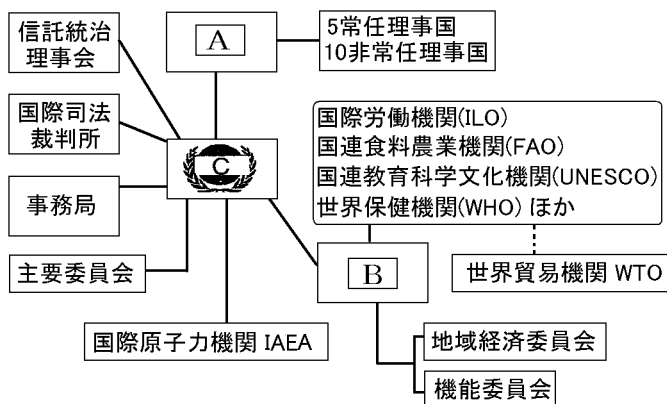 信託統治
理事会
A
5常任理事国
10非常任理事国
国際司法
裁判所
C
国際労働機関(ILO)
国連食料農業機関(FAO)
国連教育科学文化機関(UNESCO)
世界保健機関(WHO) ほか
事務局
主要委員会
B
世界貿易機関 WTO
国際原子力機関 IAEA
地域経済委員会
機能委員会